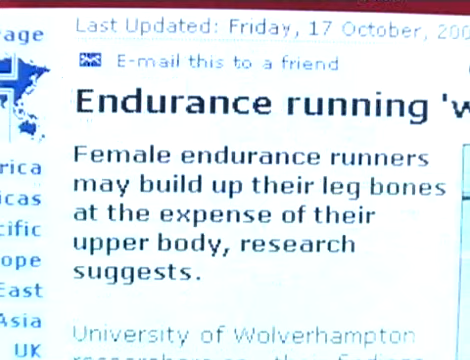 Last Updated: Friday, 17 October,
E-mail this to a friend
Endurance running
Female endurance runners
may build up their leg bones
at the expense of their
upper body, research
suggests.
University of Wolverhampton
age
rica
icas
cific
ope
East
Asia
UK